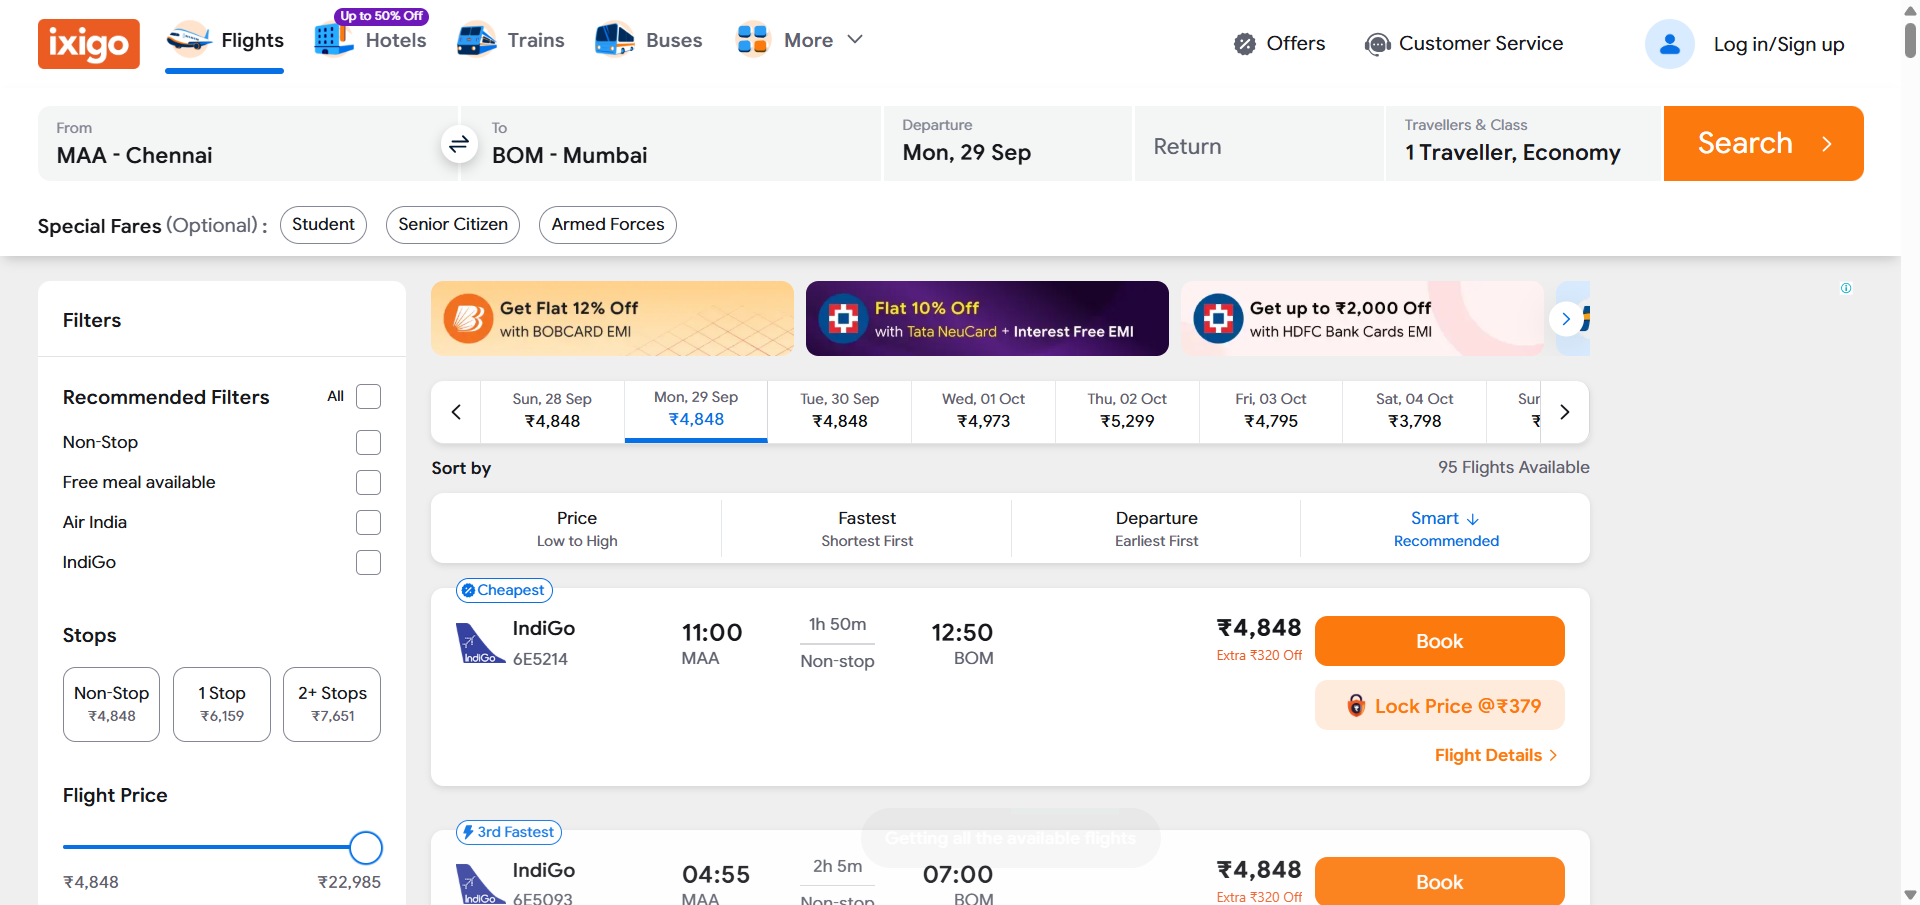 ixigo
Flights
Up to 50% Off
Hotels
Trains
Buses
More
Offers
Customer Service
Log in/Sign up
From
MAA - Chennai
To
BOM - Mumbai
Departure
Mon, 29 Sep
Return
Travellers & Class
1 Traveller, Economy
Search
Special Fares (Optional) :
Student
Senior Citizen
Armed Forces
Filters
Recommended Filters
All
Non-Stop
Free meal available
Air India
IndiGo
Stops
Non-Stop
₹4,848
1 Stop
₹6,159
2+ Stops
₹7,651
Flight Price
₹4,848
₹22,985
Get Flat 12% Off
with BOBCARD EMI
Flat 10% Off
with Tata NeuCard + Interest Free EMI
Get up to ₹2,000 Off
with HDFC Bank Cards EMI
Sun, 28 Sep
₹4,848
Mon, 29 Sep
₹4,848
Tue, 30 Sep
₹4,848
Wed, 01 Oct
₹4,973
Thu, 02 Oct
₹5,299
Fri, 03 Oct
₹4,795
Sat, 04 Oct
₹3,798
Sun
₹
Sort by
95 Flights Available
Price
Low to High
Fastest
Shortest First
Departure
Earliest First
Smart
Recommended
Cheapest
IndiGo
IndiGo
6E5214
11:00
MAA
1h 50m
Non-stop
12:50
BOM
₹4,848
Extra ₹320 Off
Book
Lock Price @₹379
Flight Details
3rd Fastest
IndiGo
IndiGo
6E5093
04:55
MAA
2h 5m
Non-stop
07:00
BOM
Getting all the available flights
₹4,848
Extra ₹320 Off
Book